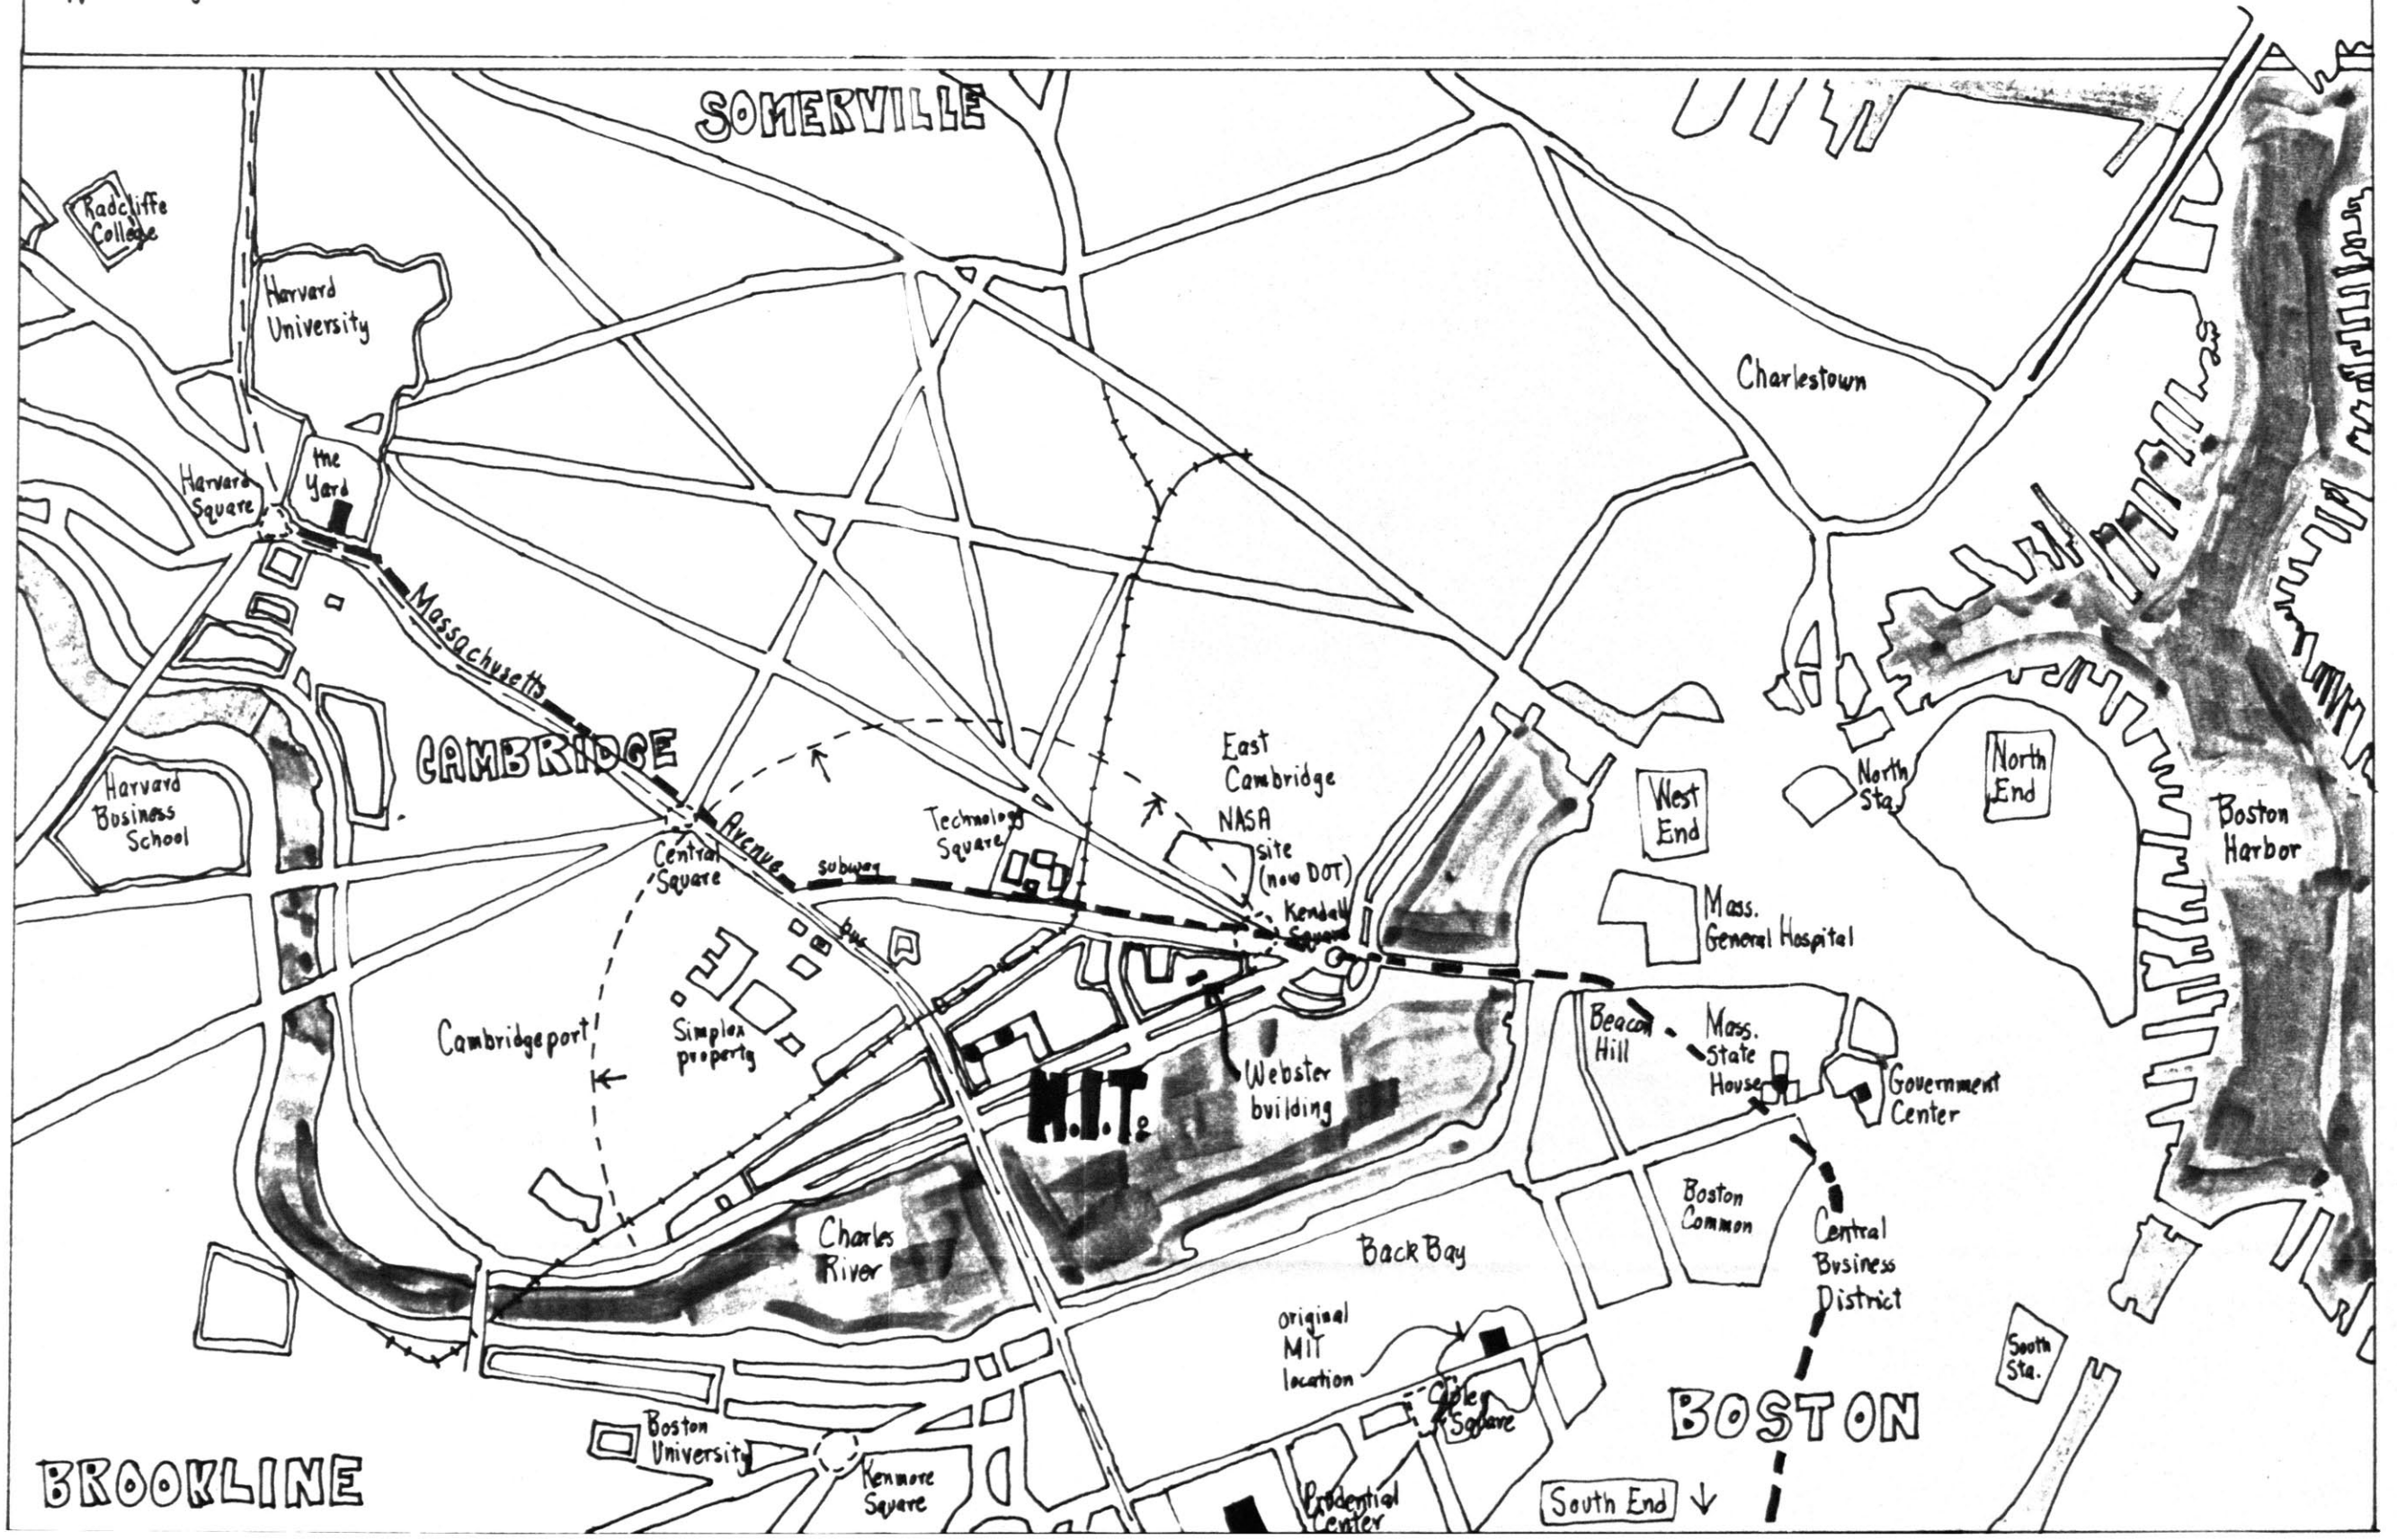 SOMERVILLE
Radcliffe
College
Harvard
University
Charlestown
the
Yard
Harvard
Square
Massachusetts
Avenue
CAMBRIDGE
East
Cambridge
Harvard
Business
School
Central
Square
subway
Technology
Square
NASA
site
(now DOT)
Kendall
Square
West
End
North
Sta.
North
End
Boston
Harbor
Mass.
General Hospital
bus
Cambridgeport
Simplex
property
M.I.T.
Webster
building
Beacon
Hill
Mass.
State
House
Government
Center
Boston
Common
Charles
River
Back Bay
Central
Business
District
original
MIT
location
Copley
Square
South
Sta.
BOSTON
Boston
University
Kenmore
Square
BROOKLINE
Prudential
Center
South End